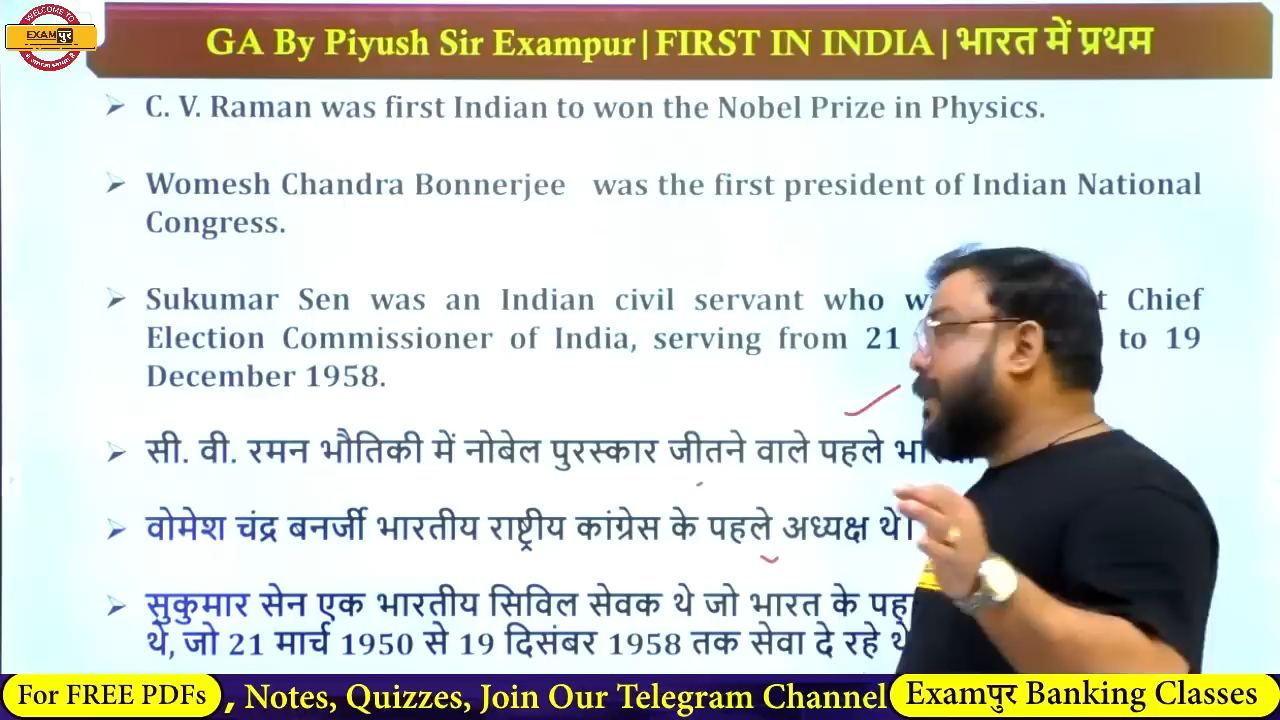 WELCOME TO
EXAMपुर
GA By Piyush Sir Exampur|FIRST IN INDIA|भारत में प्रथम
➢ C. V. Raman was first Indian to won the Nobel Prize in Physics.
➢ Womesh Chandra Bonnerjee was the first president of Indian National
Congress.
➢ Sukumar Sen was an Indian civil servant who Chief
Election Commissioner of India, serving from 21 to 19
December 1958.
➢ सी. वी. रमन भौतिकी में नोबेल पुरस्कार जीतने वाले पहले
➢ वोमेश चंद्र बनर्जी भारतीय राष्ट्रीय कांग्रेस के पहले अध्यक्ष थे।
➢ सुकुमार सेन एक भारतीय सिविल सेवक थे जो भारत के
थे, जो 21 मार्च 1950 से 19 दिसंबर 1958 तक सेवा दे रहे थे
For FREE PDFs , Notes, Quizzes, Join Our Telegram Channel Examपुर Banking Classes